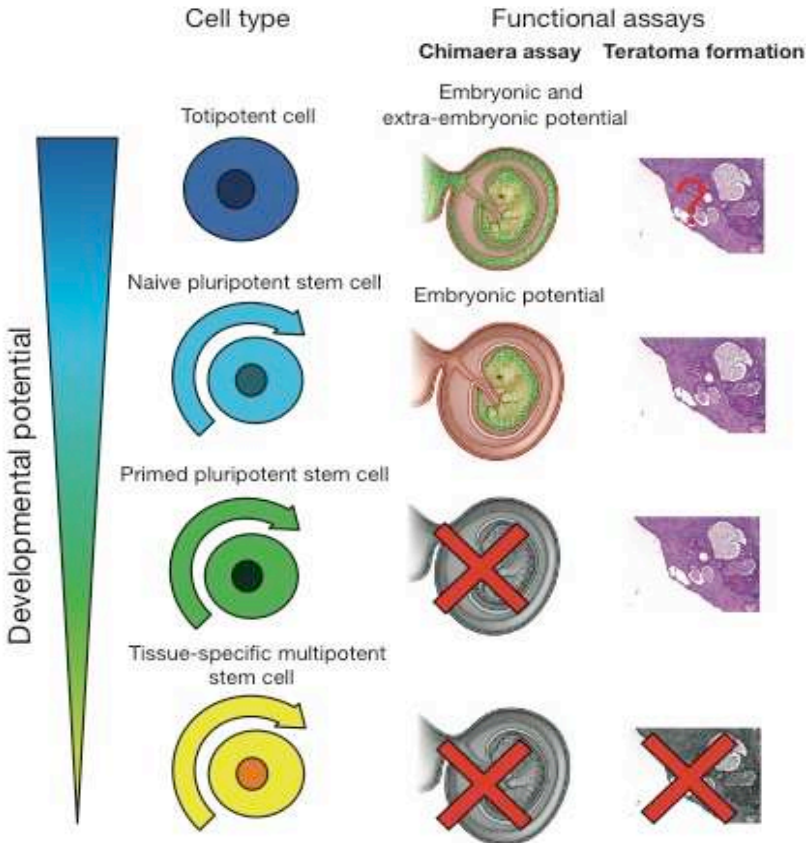 Cell type
Functional assays
Chimaera assay
Teratoma formation
Totipotent cell
Embryonic and
extra-embryonic potential
?
Naive pluripotent stem cell
Embryonic potential
Developmental potential
Primed pluripotent stem cell
Tissue-specific multipotent
stem cell